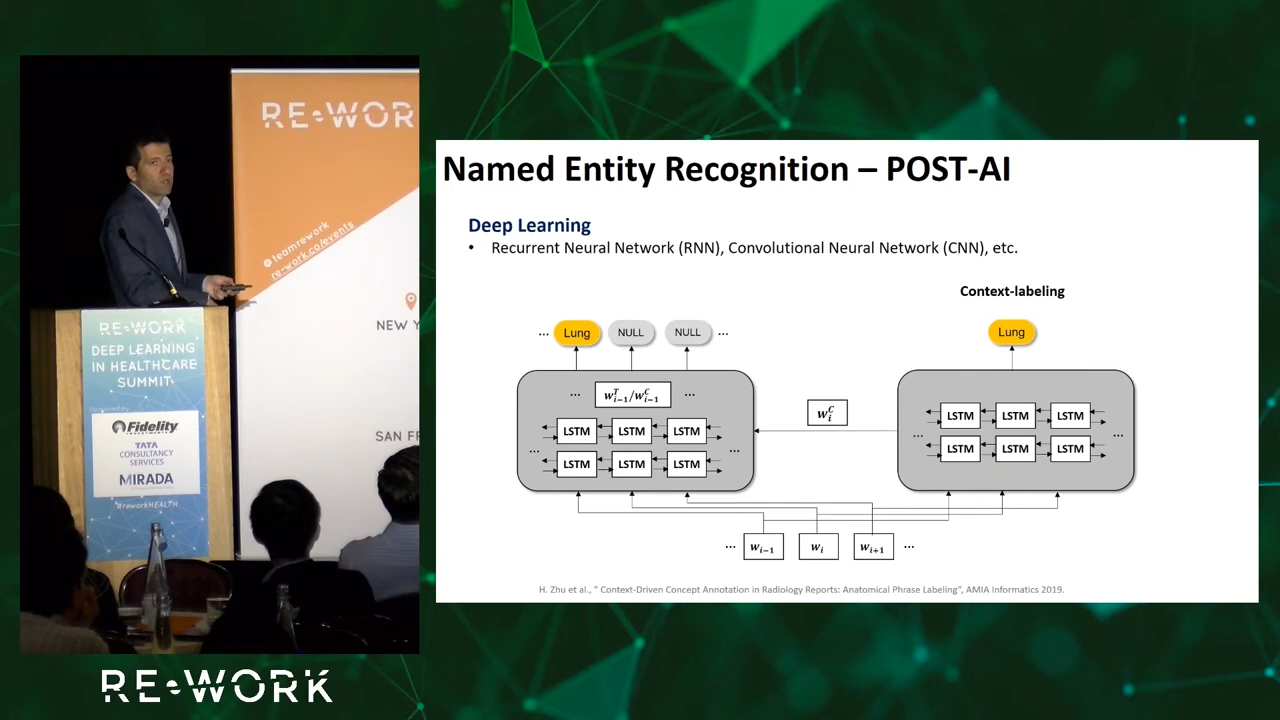 RE•WOR
@teamrework
re-work.co/events
NEW Y
SAN FR
RE•WORK
DEEP LEARNING
IN HEALTHCARE
SUMMIT
Fidelity
INVESTMENTS
TATA
CONSULTANCY
SERVICES
MIRADA
#reworkHEALTH
RE•WORK
Named Entity Recognition – POST-AI
Deep Learning
• Recurrent Neural Network (RNN), Convolutional Neural Network (CNN), etc.
Context-labeling
... Lung NULL NULL ...
Lung
... w^T_{i-1}/w^C_{i-1} ...
w^C_i
LSTM LSTM LSTM
LSTM LSTM LSTM
... ...
LSTM LSTM LSTM
LSTM LSTM LSTM
... ...
... w_{i-1} w_i w_{i+1} ...
H. Zhu et al., " Context-Driven Concept Annotation in Radiology Reports: Anatomical Phrase Labeling", AMIA Informatics 2019.